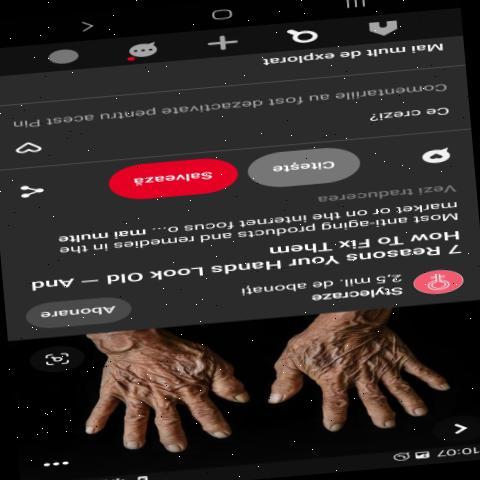 10:07
Stylecraze
2,5 mil. de abonați
Abonare
7 Reasons Your Hands Look Old — And
How To Fix Them
Most anti-aging products and remedies in the
market or on the internet focus o... mai multe
Vezi traducerea
Citește
Salvează
Ce crezi?
Comentariile au fost dezactivate pentru acest Pin
Mai mult de explorat